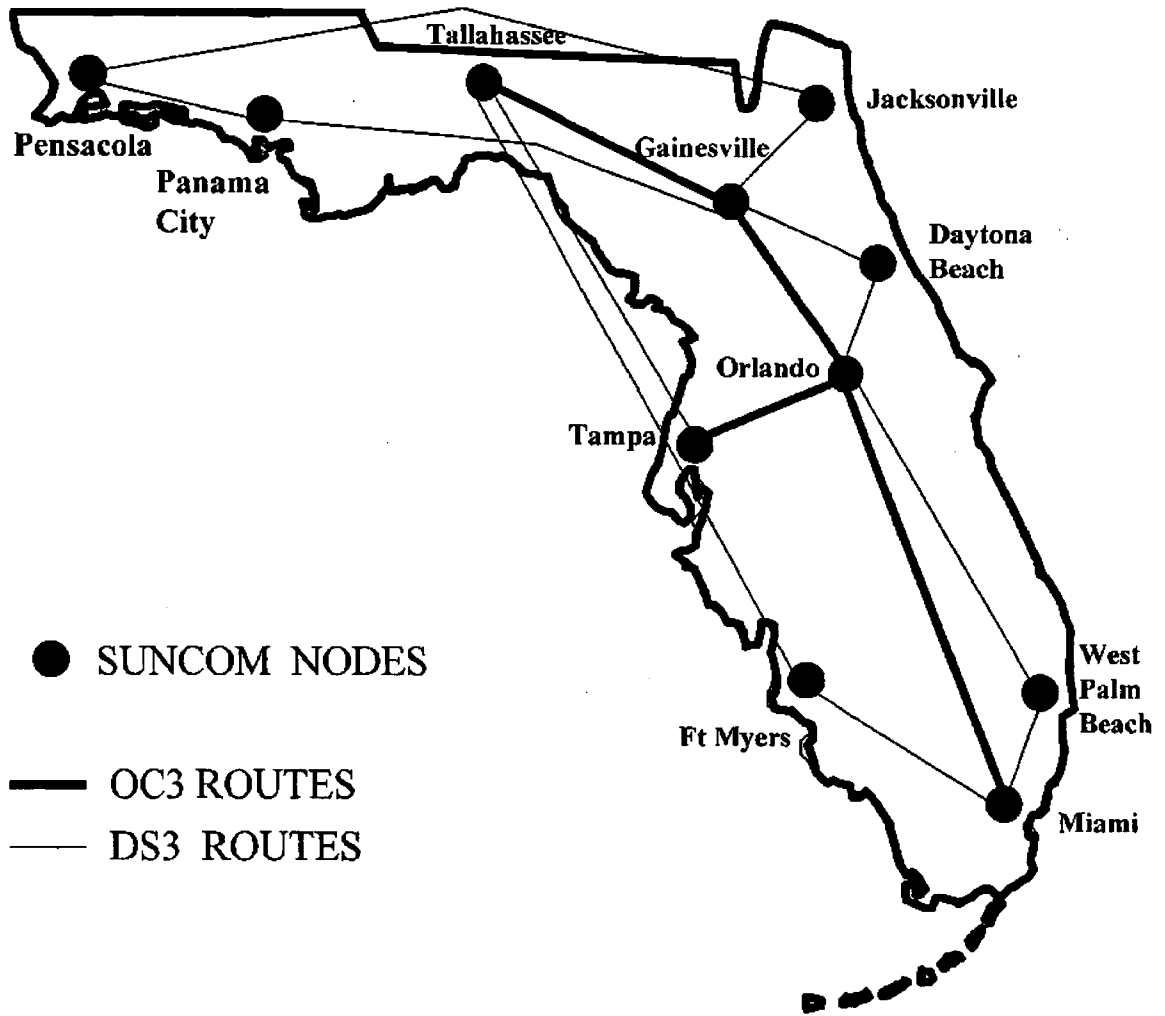 Tallahassee
Jacksonville
Pensacola
Gainesville
Panama
City
Daytona
Beach
Orlando
Tampa
SUNCOM NODES
West
Palm
Beach
Ft Myers
OC3 ROUTES
Miami
DS3 ROUTES